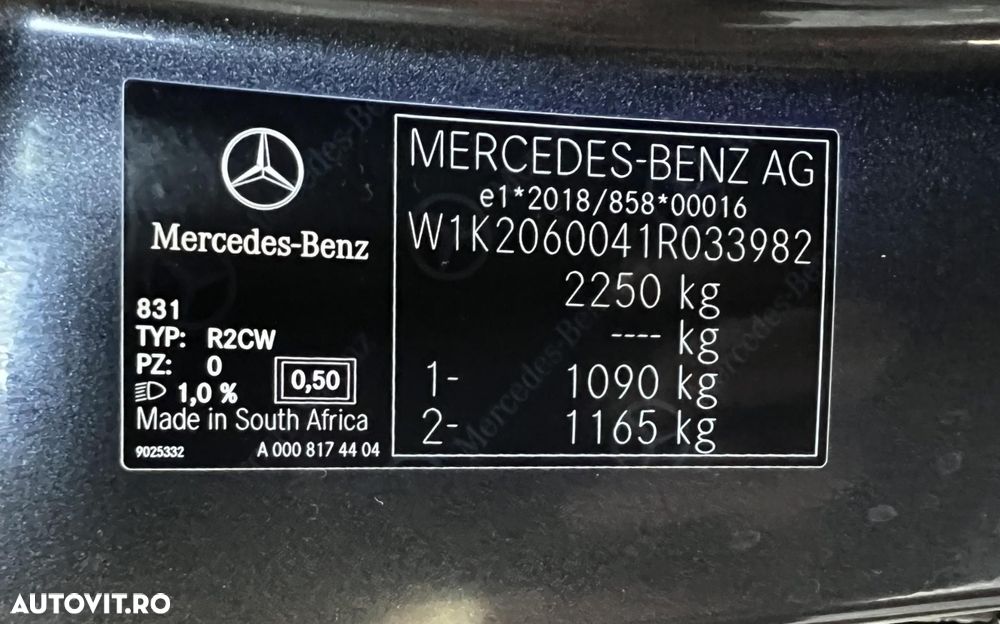 Mercedes-Benz
831
TYP: R2CW
PZ: 0
1,0 %
0,50
Made in South Africa
9025332 A 000 817 44 04
MERCEDES-BENZ AG
e1*2018/858*00016
W1K2060041R033982
2250 kg
---- kg
1- 1090 kg
2- 1165 kg
AUTOVIT.RO